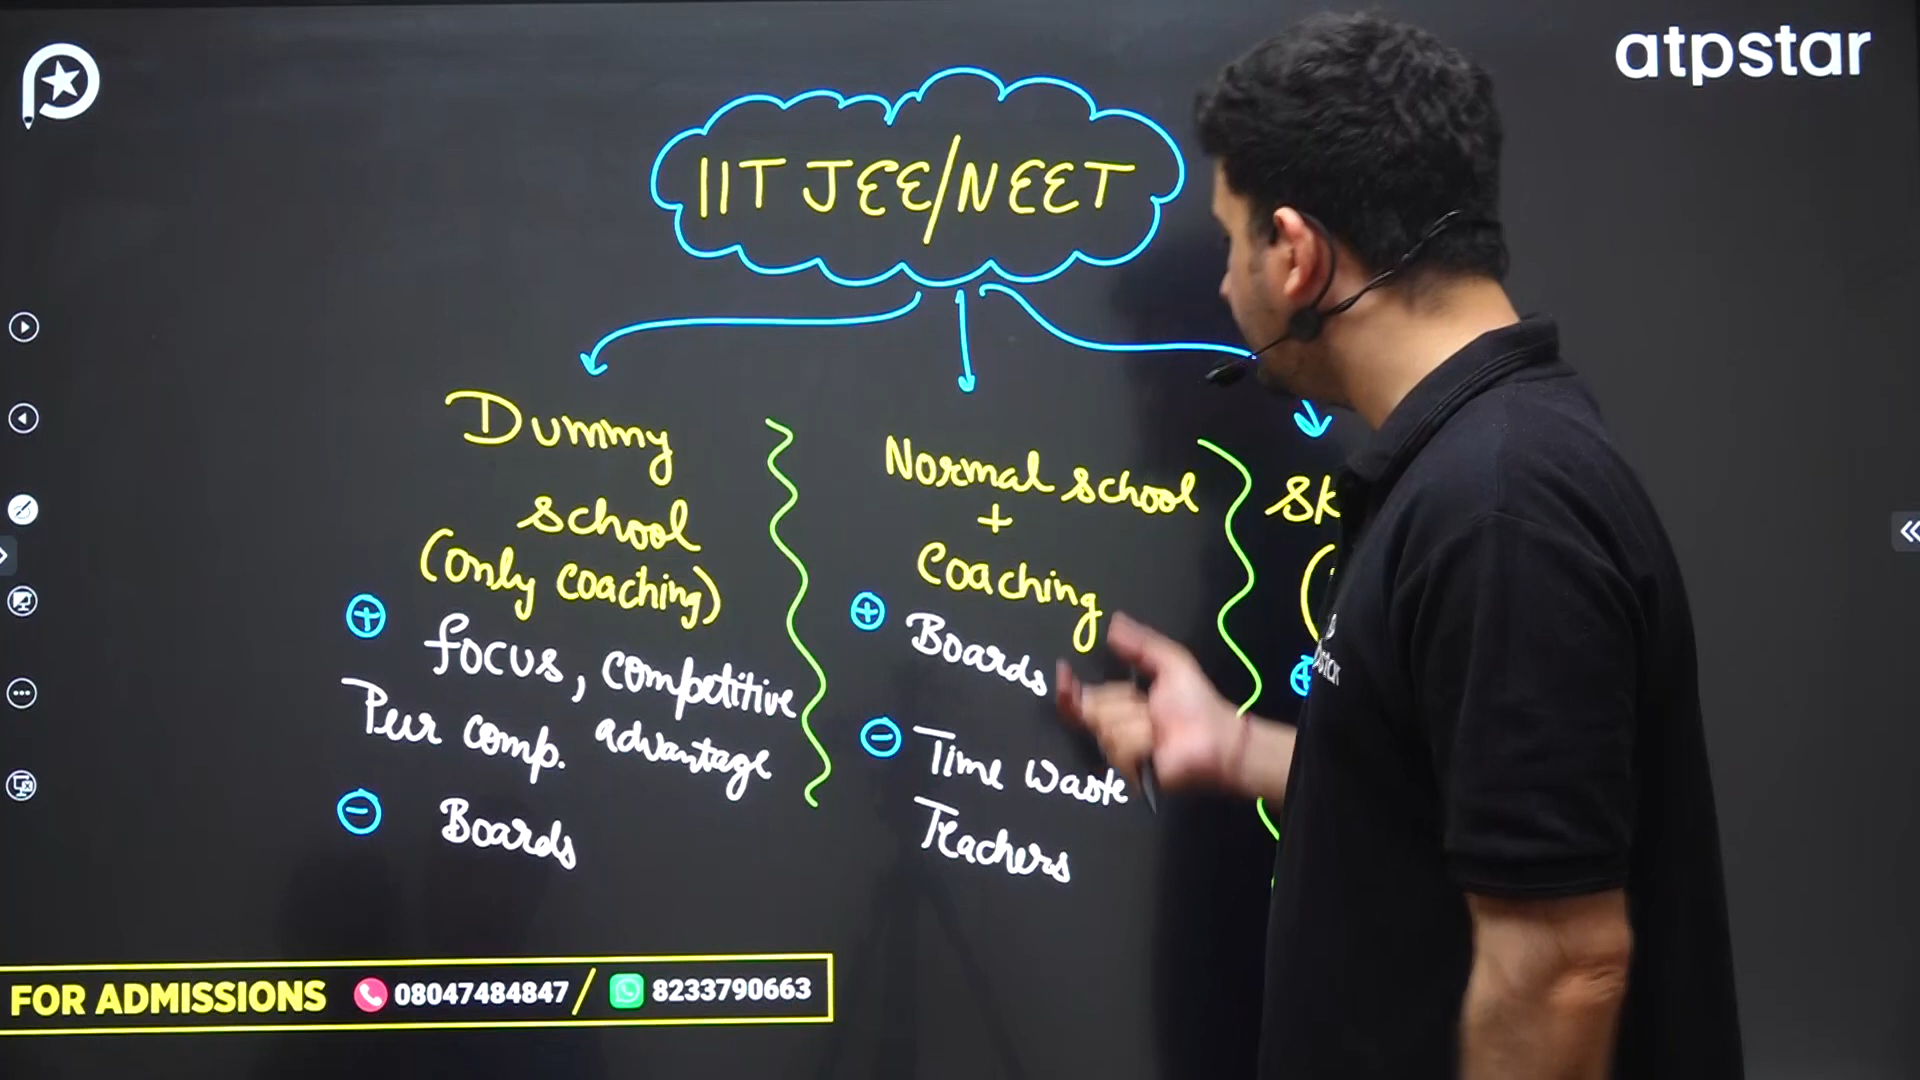 atpstar
IIT JEE/NEET
Dummy
school
(only coaching)
focus, competitive
Peer comp. advantage
Boards
Normal school
+
Coaching
Boards
Time waste
Teachers
SK
FOR ADMISSIONS 08047484847 / 8233790663